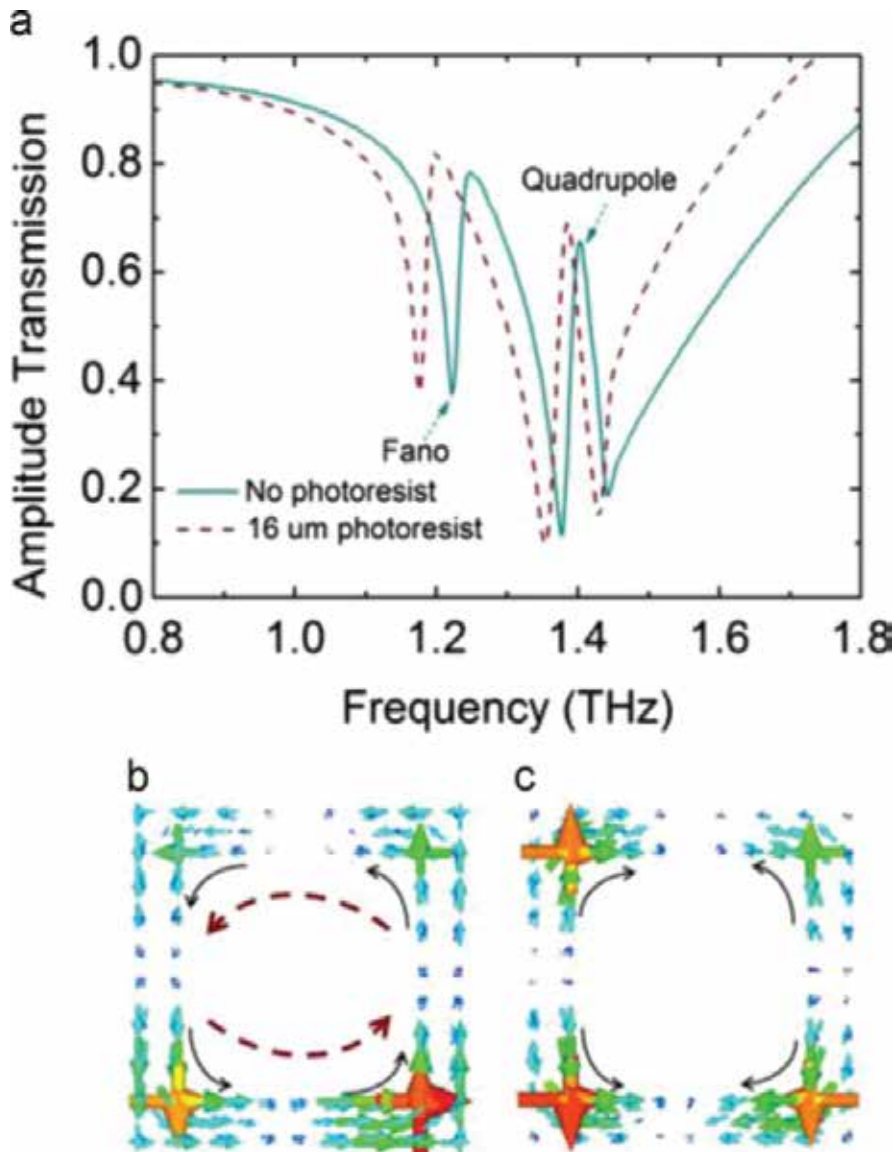 a
1.0
0.8
0.6
0.4
0.2
0.0
Amplitude Transmission
Quadrupole
Fano
No photoresist
16 um photoresist
0.8 1.0 1.2 1.4 1.6 1.8
Frequency (THz)
b c